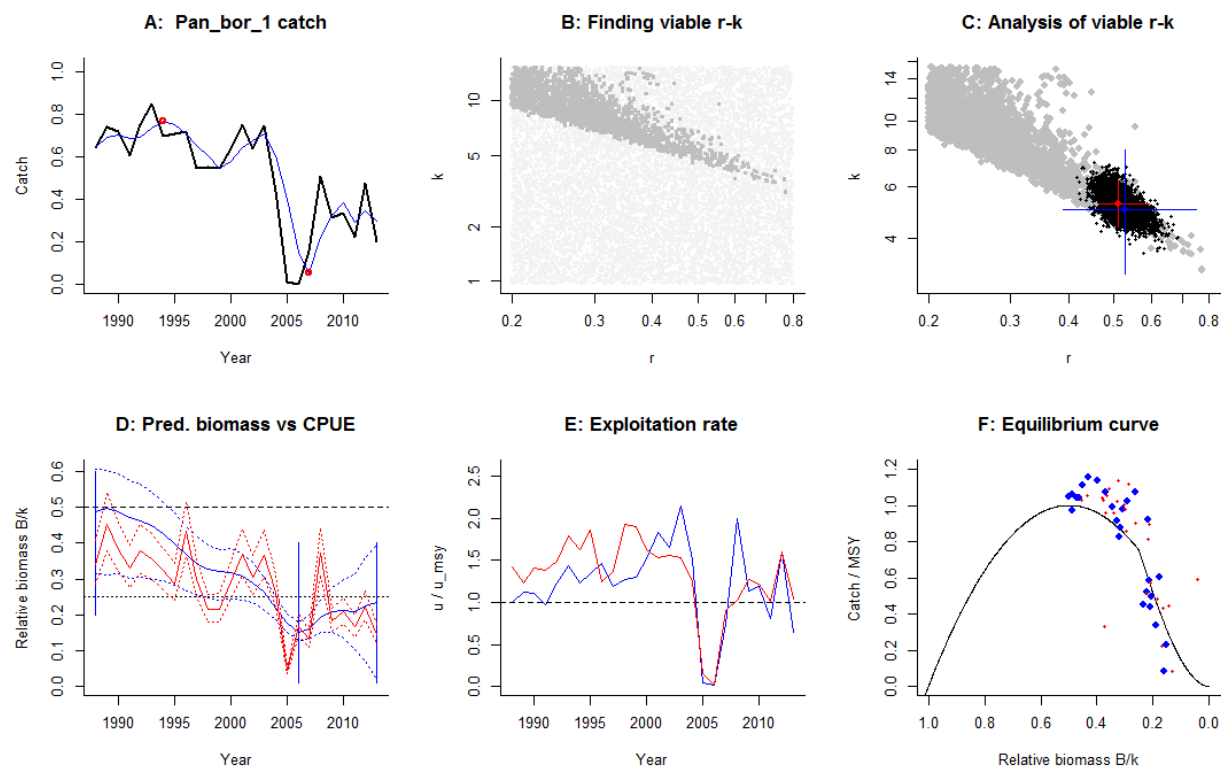 A:  Pan_bor_1 catch
Catch
1.0
0.8
0.6
0.4
0.2
0.0
1990 1995 2000 2005 2010
Year
B: Finding viable r-k
k
10
5
2
1
0.2 0.3 0.4 0.5 0.6 0.8
r
C: Analysis of viable r-k
k
14
10
8
6
4
0.2 0.3 0.4 0.5 0.6 0.8
r
D: Pred. biomass vs CPUE
Relative biomass B/k
0.6
0.5
0.4
0.3
0.2
0.1
0.0
1990 1995 2000 2005 2010
Year
E: Exploitation rate
u / u_msy
2.5
2.0
1.5
1.0
0.5
0.0
1990 1995 2000 2005 2010
Year
F: Equilibrium curve
Catch / MSY
1.2
1.0
0.8
0.6
0.4
0.2
0.0
1.0 0.8 0.6 0.4 0.2 0.0
Relative biomass B/k